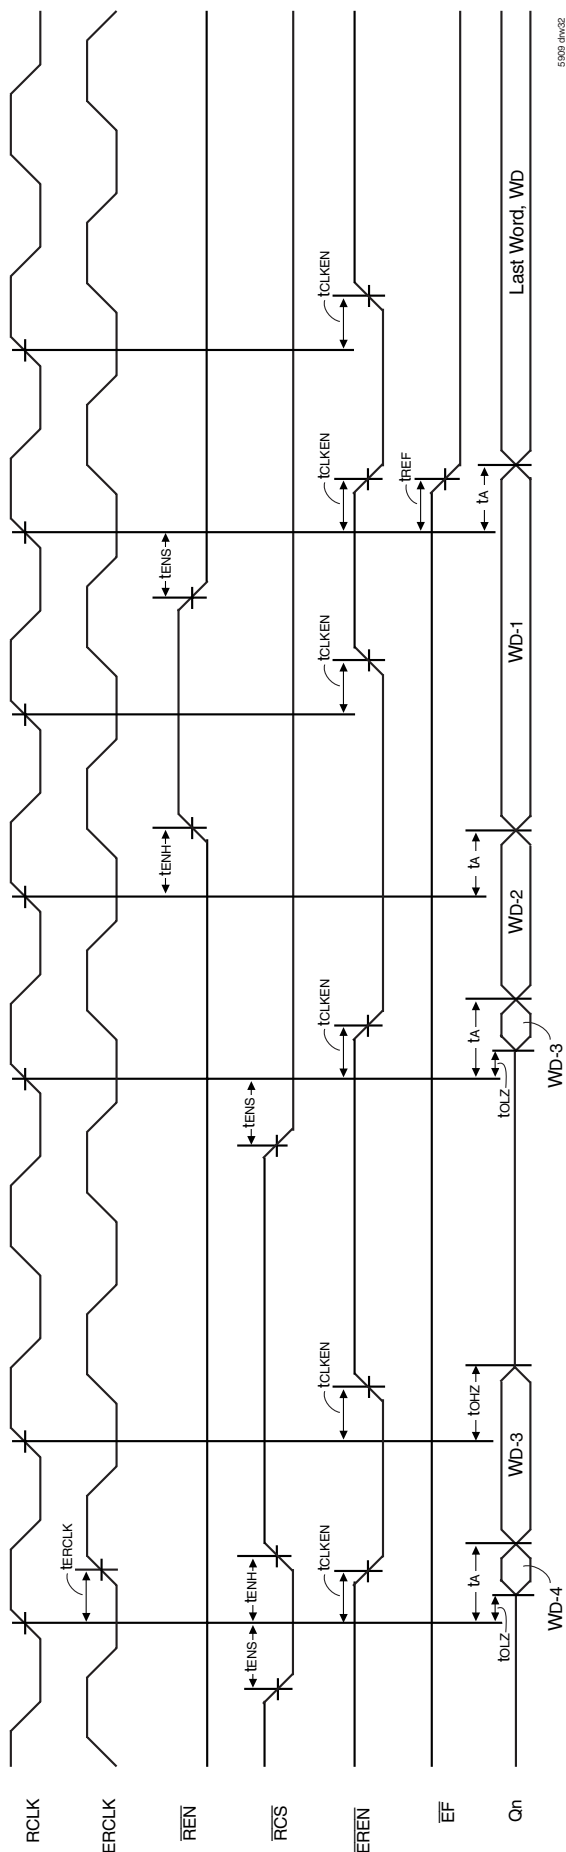 RCLK
ERCLK
tERCLK
REN
tENH
tENS
RCS
tENS
tENH
tENS
EREN
tCLKEN
tCLKEN
tCLKEN
tCLKEN
tCLKEN
tCLKEN
EF
tREF
Qn
tOLZ
tA
WD-4
WD-3
tOHZ
tOLZ
tA
WD-3
WD-2
tA
WD-1
tA
Last Word, WD
5909 drw32